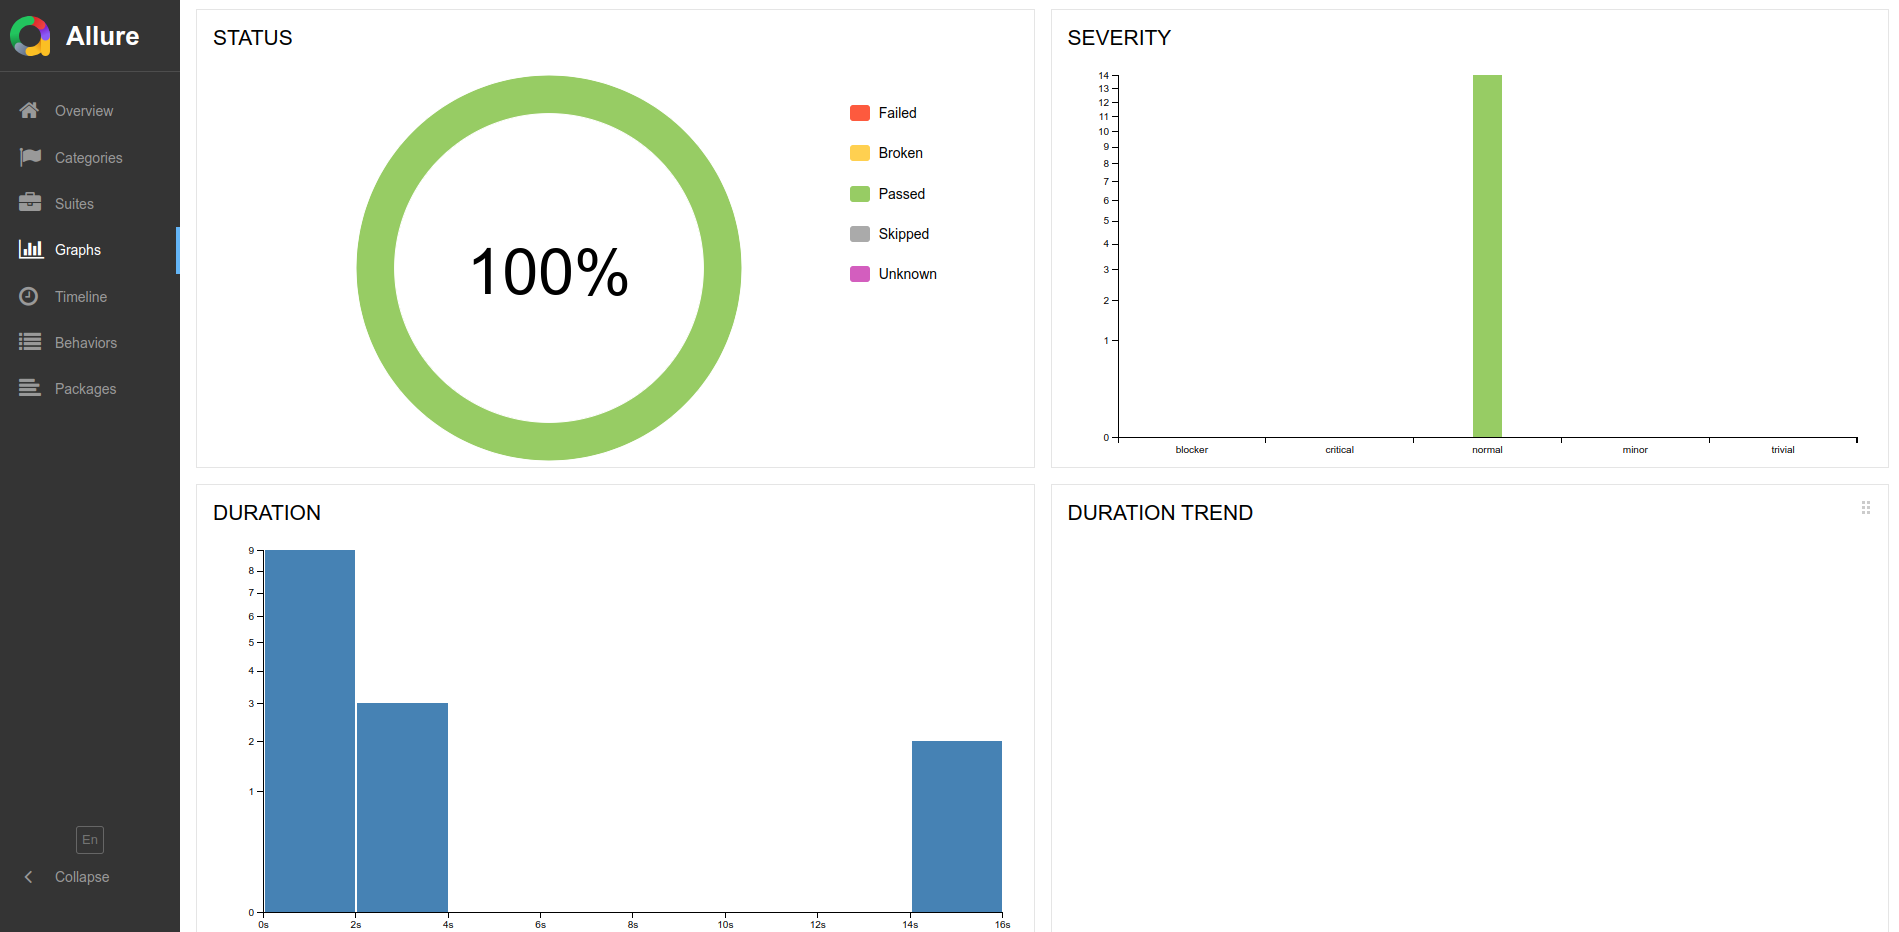 Allure
Overview
Categories
Suites
Graphs
Timeline
Behaviors
Packages
En
Collapse
STATUS
100%
Failed
Broken
Passed
Skipped
Unknown
SEVERITY
14
13
12
11
10
9
8
7
6
5
4
3
2
1
0
blocker critical normal minor trivial
DURATION
9
8
7
6
5
4
3
2
1
0
0s 2s 4s 6s 8s 10s 12s 14s 16s
DURATION TREND